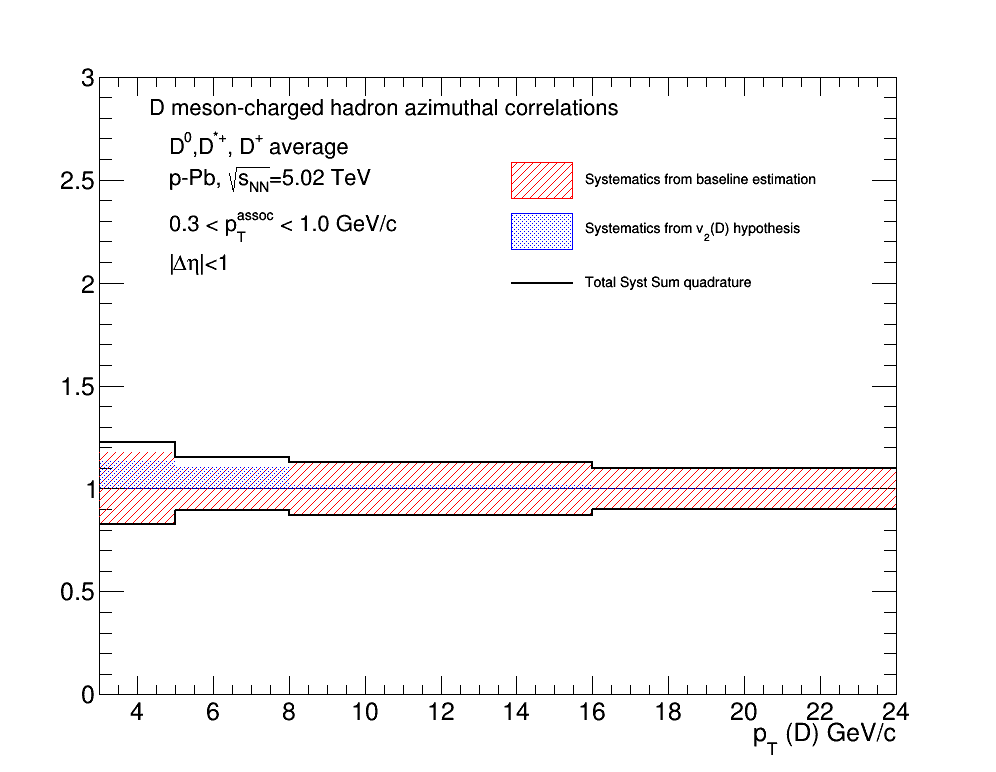 D meson-charged hadron azimuthal correlations
D⁰,D*⁺, D⁺ average
p-Pb, √s_NN=5.02 TeV
0.3 < p_T^assoc < 1.0 GeV/c
|Δη|<1
Systematics from baseline estimation
Systematics from v₂(D) hypothesis
Total Syst Sum quadrature
3
2.5
2
1.5
1
0.5
0
4 6 8 10 12 14 16 18 20 22 24
p_T (D) GeV/c